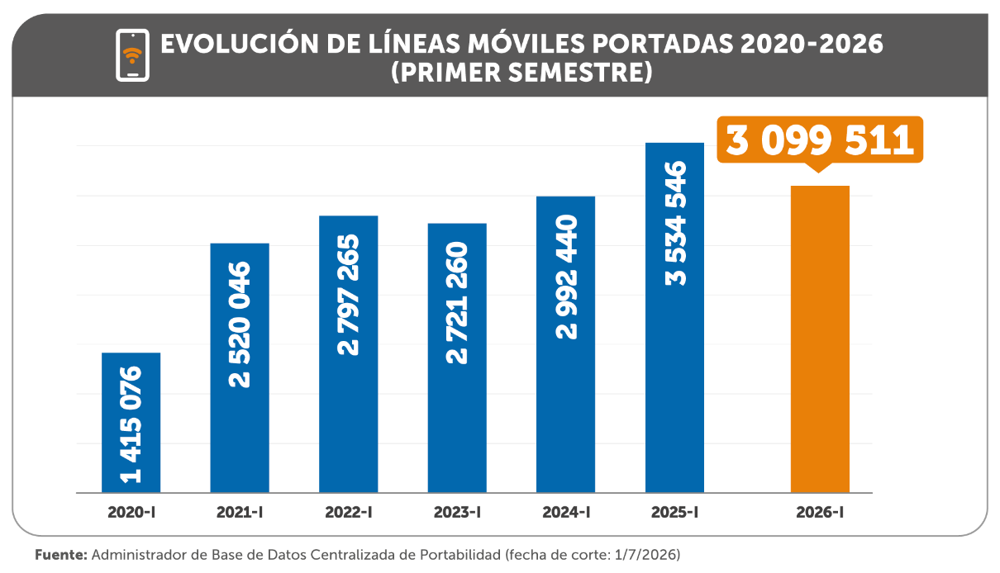 EVOLUCIÓN DE LÍNEAS MÓVILES PORTADAS 2020-2026
(PRIMER SEMESTRE)
1 415 076
2 520 046
2 797 265
2 721 260
2 992 440
3 534 546
3 099 511
2020-I
2021-I
2022-I
2023-I
2024-I
2025-I
2026-I
Fuente: Administrador de Base de Datos Centralizada de Portabilidad (fecha de corte: 1/7/2026)